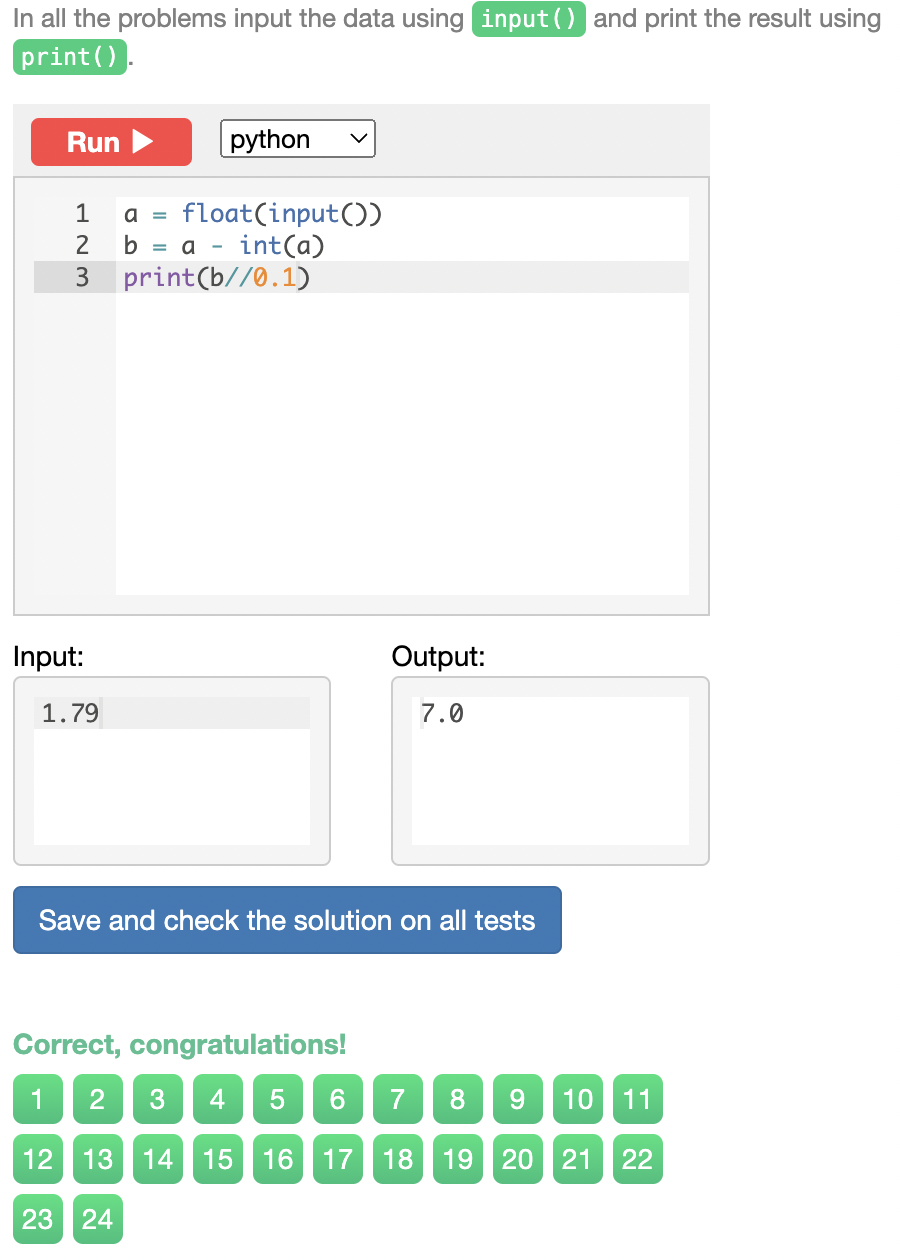 In all the problems input the data using input() and print the result using
print().
Run
python
1 a = float(input())
2 b = a - int(a)
3 print(b//0.1)
Input: Output:
1.79 7.0
Save and check the solution on all tests
Correct, congratulations!
1 2 3 4 5 6 7 8 9 10 11
12 13 14 15 16 17 18 19 20 21 22
23 24